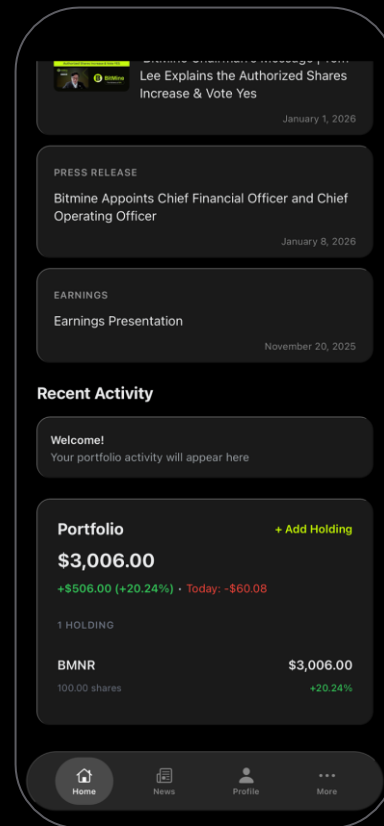 BitMine
Lee Explains the Authorized Shares
Increase & Vote Yes
January 1, 2026
PRESS RELEASE
Bitmine Appoints Chief Financial Officer and Chief
Operating Officer
January 8, 2026
EARNINGS
Earnings Presentation
November 20, 2025
Recent Activity
Welcome!
Your portfolio activity will appear here
Portfolio
+ Add Holding
$3,006.00
+$506.00 (+20.24%) • Today: -$60.08
1 HOLDING
BMNR
$3,006.00
100.00 shares
+20.24%
Home
News
Profile
More